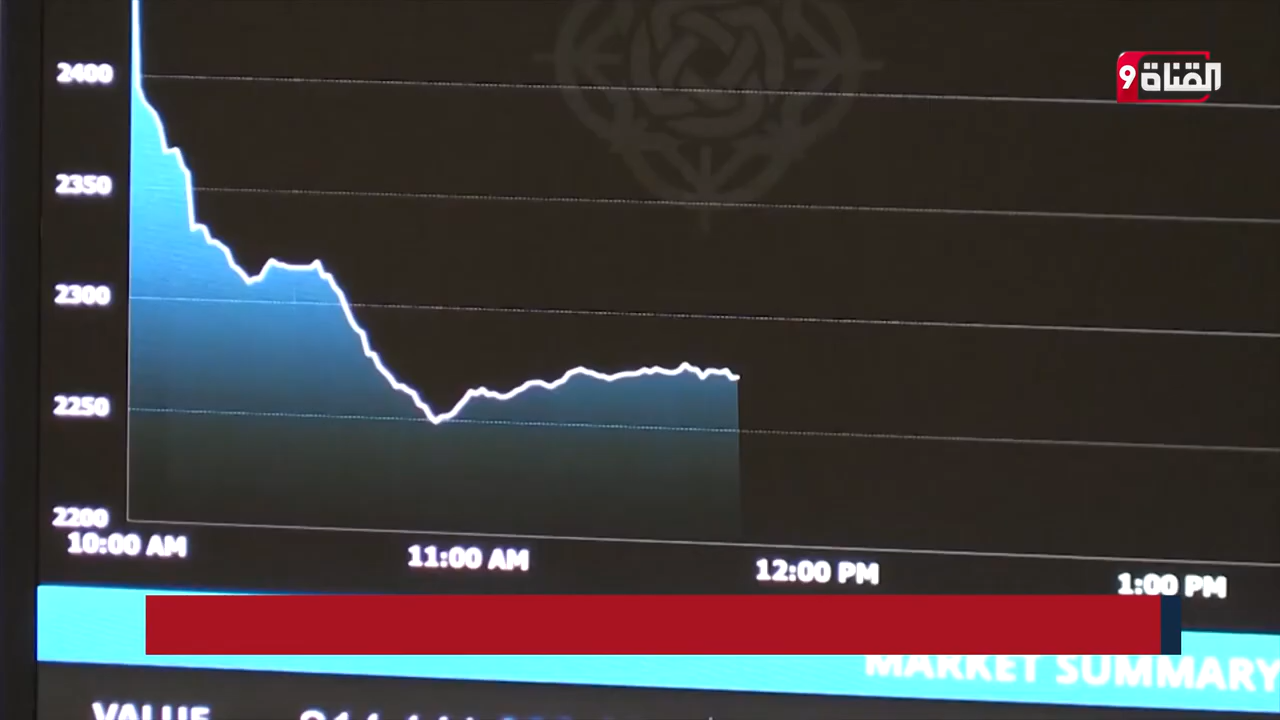 القناة 9
2400
2350
2300
2250
2200
10:00 AM
11:00 AM
12:00 PM
1:00 PM
MARKET SUMMARY
VALUE